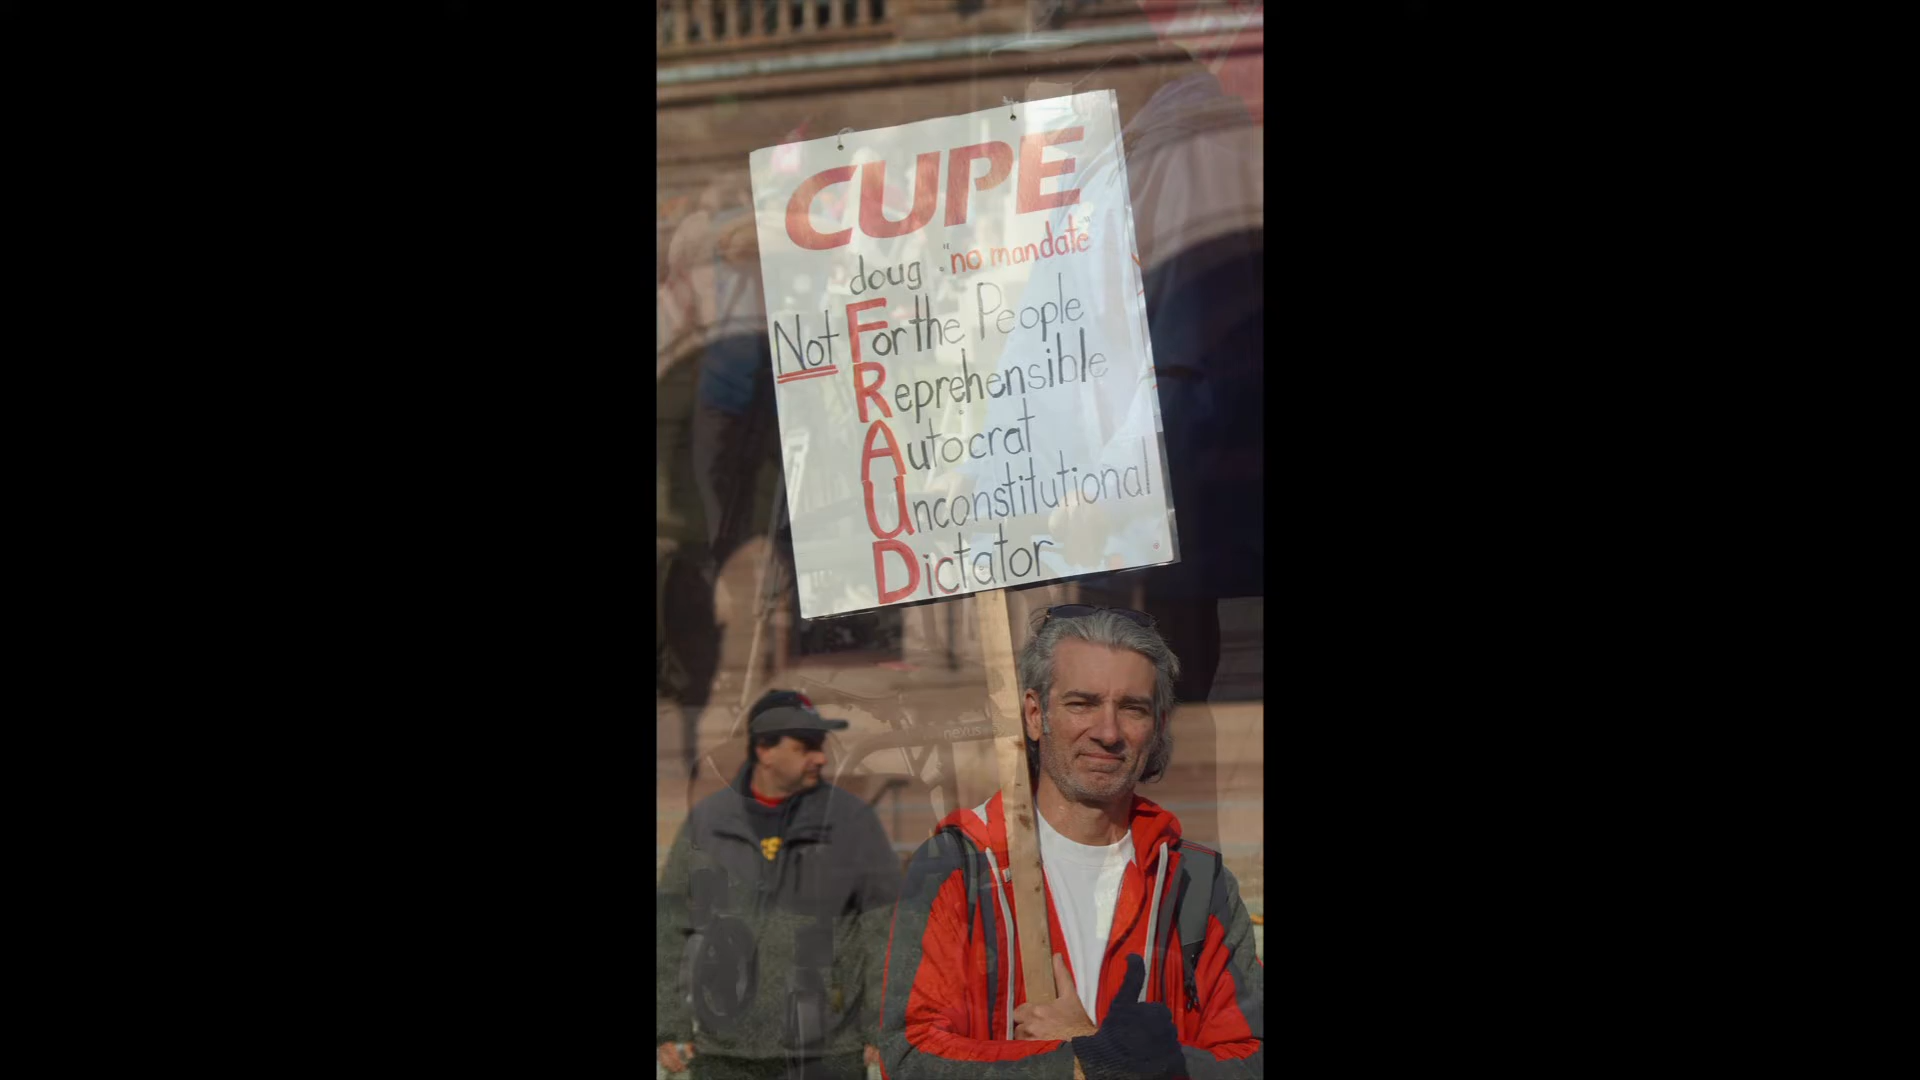 CUPE
doug "no mandate"
Not For the People
Reprehensible
Autocrat
Unconstitutional
Dictator
nexus